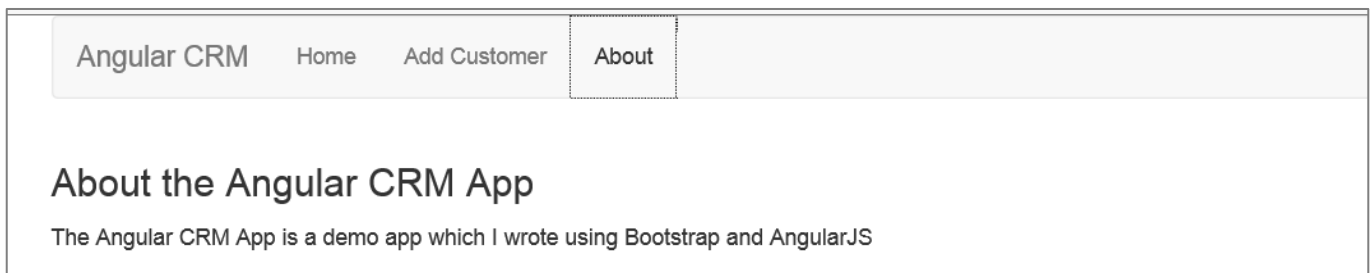 Angular CRM Home Add Customer About
About the Angular CRM App
The Angular CRM App is a demo app which I wrote using Bootstrap and AngularJS